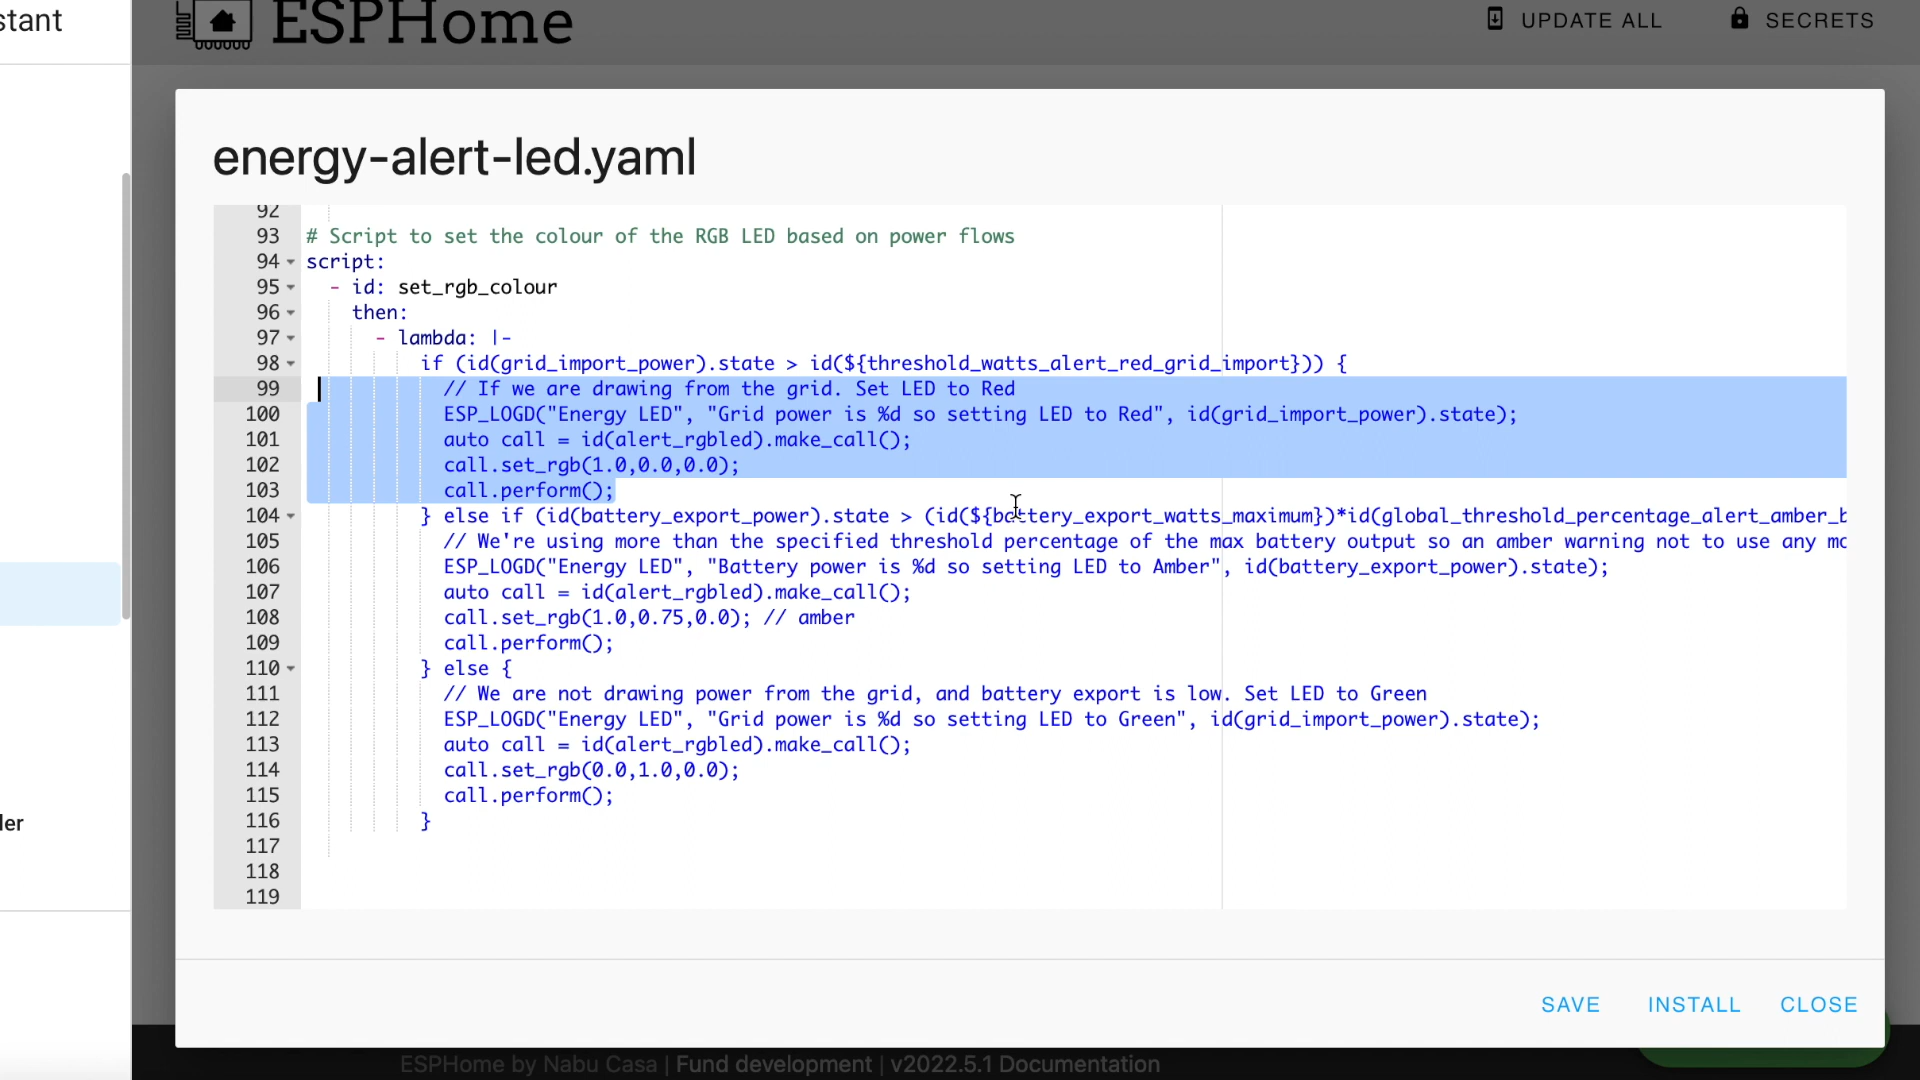 stant
ESPHome
UPDATE ALL
SECRETS
energy-alert-led.yaml
92
93 # Script to set the colour of the RGB LED based on power flows
94 script:
95 - id: set_rgb_colour
96 then:
97 - lambda: |-
98 if (id(grid_import_power).state > id(${threshold_watts_alert_red_grid_import})) {
99 // If we are drawing from the grid. Set LED to Red
100 ESP_LOGD("Energy LED", "Grid power is %d so setting LED to Red", id(grid_import_power).state);
101 auto call = id(alert_rgbled).make_call();
102 call.set_rgb(1.0,0.0,0.0);
103 call.perform();
104 } else if (id(battery_export_power).state > (id(${battery_export_watts_maximum})*id(global_threshold_percentage_alert_amber_b
105 // We're using more than the specified threshold percentage of the max battery output so an amber warning not to use any mo
106 ESP_LOGD("Energy LED", "Battery power is %d so setting LED to Amber", id(battery_export_power).state);
107 auto call = id(alert_rgbled).make_call();
108 call.set_rgb(1.0,0.75,0.0); // amber
109 call.perform();
110 } else {
111 // We are not drawing power from the grid, and battery export is low. Set LED to Green
112 ESP_LOGD("Energy LED", "Grid power is %d so setting LED to Green", id(grid_import_power).state);
113 auto call = id(alert_rgbled).make_call();
114 call.set_rgb(0.0,1.0,0.0);
115 call.perform();
116 }
117
118
119
ler
SAVE
INSTALL
CLOSE
ESPHome by Nabu Casa | Fund development | v2022.5.1 Documentation